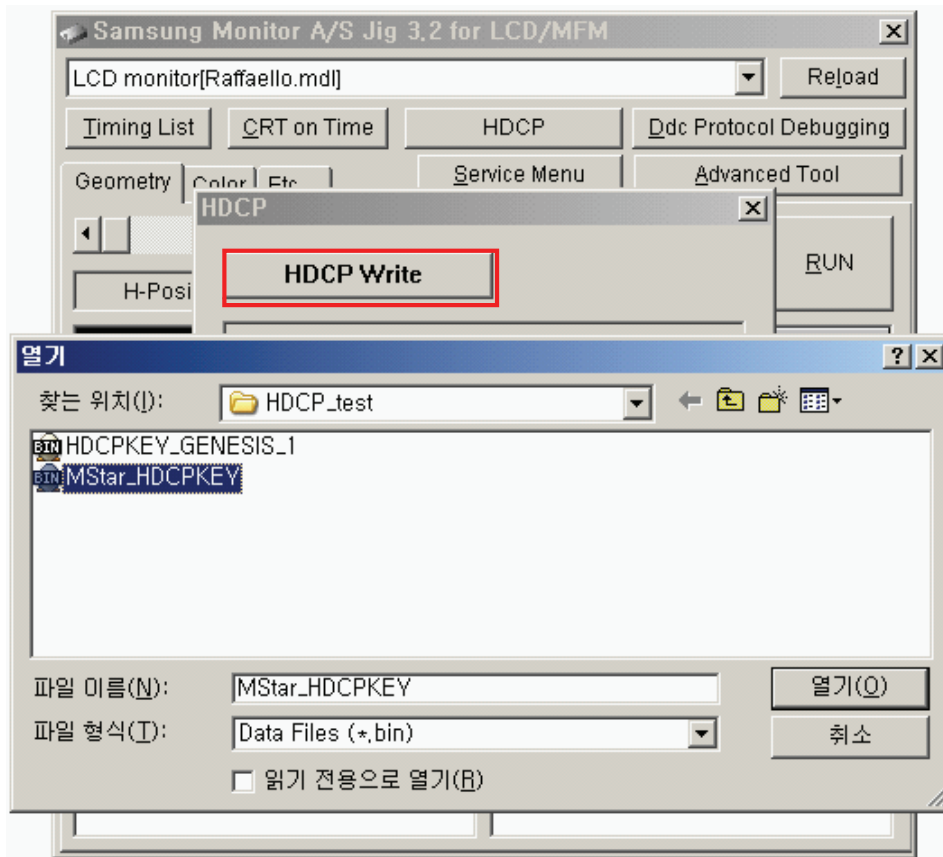 Samsung Monitor A/S Jig 3,2 for LCD/MFM
LCD monitor[Raffaello.mdl]
Reload
Timing List
CRT on Time
HDCP
Ddc Protocol Debugging
Geometry
Color
Etc
Service Menu
Advanced Tool
HDCP
HDCP Write
RUN
H-Posi
열기
찾는 위치(I):
HDCP_test
HDCPKEY_GENESIS_1
MStar_HDCPKEY
파일 이름(N):
MStar_HDCPKEY
열기(O)
파일 형식(T):
Data Files (*,bin)
취소
읽기 전용으로 열기(R)